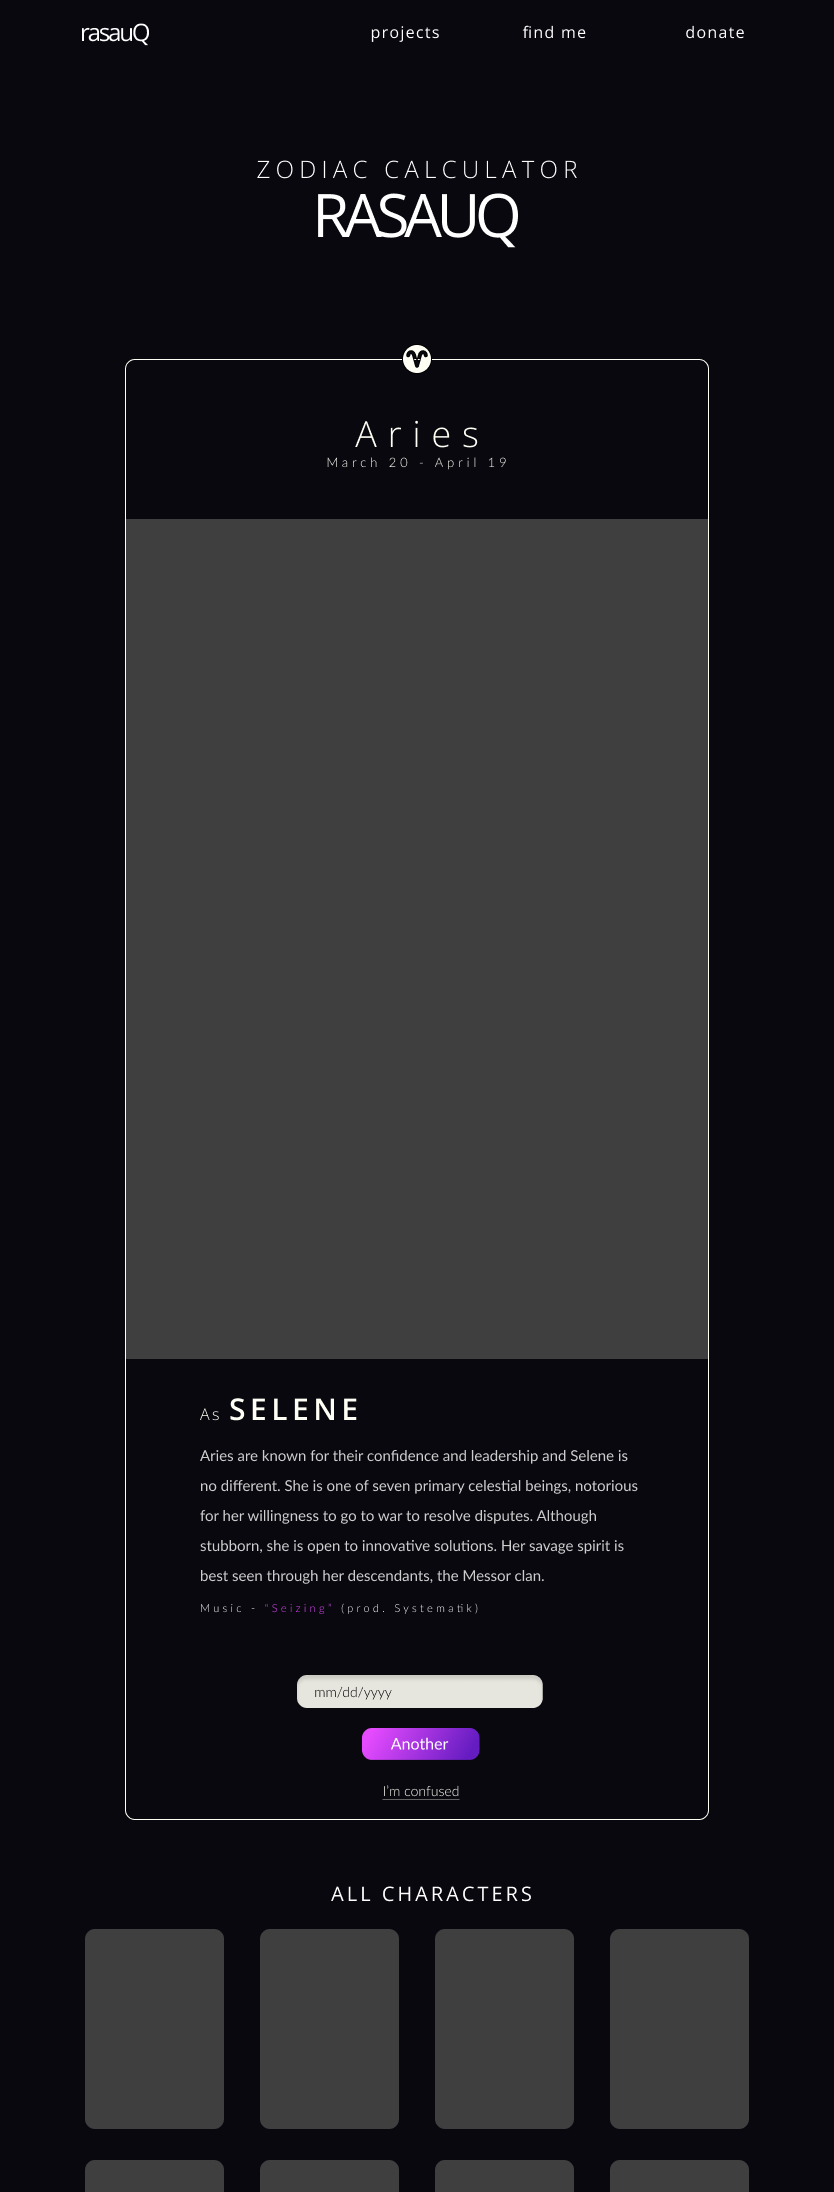 rasauQ
projects
find me
donate
ZODIAC CALCULATOR
RASAUQ
Aries
March 20 - April 19
As SELENE
Aries are known for their confidence and leadership and Selene is
no different. She is one of seven primary celestial beings, notorious
for her willingness to go to war to resolve disputes. Although
stubborn, she is open to innovative solutions. Her savage spirit is
best seen through her descendants, the Messor clan.
Music - "Seizing" (prod. Systematik)
mm/dd/yyyy
Another
I'm confused
ALL CHARACTERS